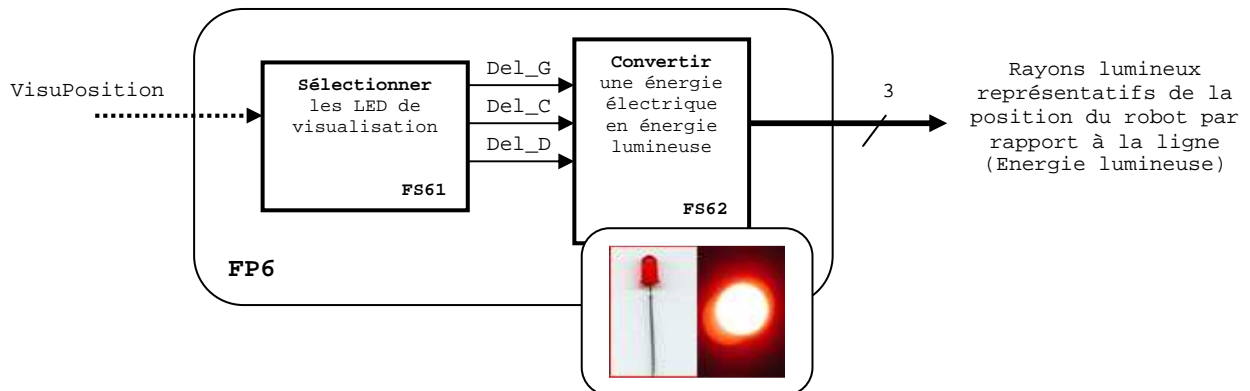 VisuPosition
Sélectionner
les LED de
visualisation
FS61
Del_G
Del_C
Del_D
Convertir
une énergie
électrique
en énergie
lumineuse
FS62
FP6
3
Rayons lumineux
représentatifs de la
position du robot par
rapport à la ligne
(Energie lumineuse)